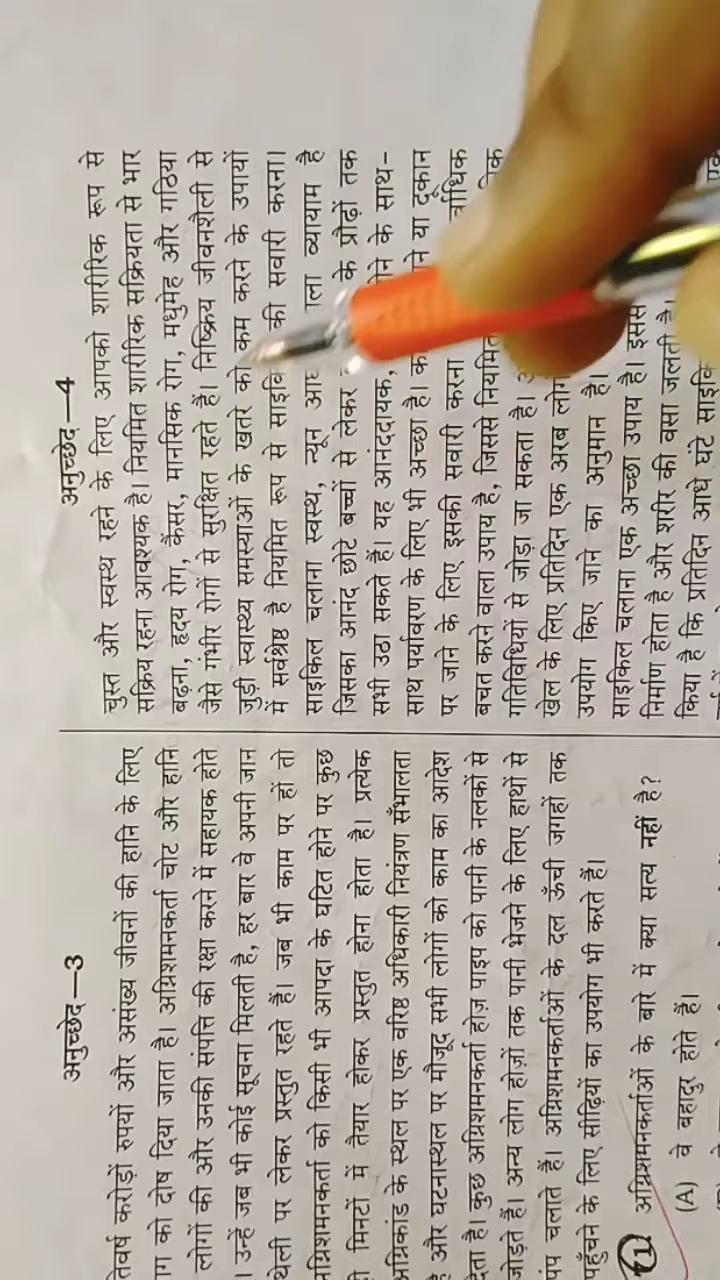 अनुच्छेद—3
तिवर्ष करोड़ों रुपयों और असंख्य जीवनों की हानि के लिए
ाग को दोष दिया जाता है। अग्निशमनकर्ता चोट और हानि
लोगों की और उनकी संपत्ति की रक्षा करने में सहायक होते
। उन्हें जब भी कोई सूचना मिलती है, हर बार वे अपनी जान
थेली पर लेकर प्रस्तुत रहते हैं। जब भी काम पर हों तो
अग्निशमनकर्ता को किसी भी आपदा के घटित होने पर कुछ
ही मिनटों में तैयार होकर प्रस्तुत होना होता है। प्रत्येक
अग्निकांड के स्थल पर एक वरिष्ठ अधिकारी नियंत्रण सँभालता
है और घटनास्थल पर मौजूद सभी लोगों को काम का आदेश
देता है। कुछ अग्निशमनकर्ता होज़ पाइप को पानी के नलकों से
जोड़ते हैं। अन्य लोग होज़ों तक पानी भेजने के लिए हाथों से
पंप चलाते हैं। अग्निशमनकर्ताओं के दल ऊँची जगहों तक
पहुँचने के लिए सीढ़ियों का उपयोग भी करते हैं।
अग्निशमनकर्ताओं के बारे में क्या सत्य नहीं है?
(A) वे बहादुर होते हैं।
अनुच्छेद—4
चुस्त और स्वस्थ रहने के लिए आपको शारीरिक रूप से
सक्रिय रहना आवश्यक है। नियमित शारीरिक सक्रियता से भार
बढ़ना, हृदय रोग, कैंसर, मानसिक रोग, मधुमेह और गठिया
जैसे गंभीर रोगों से सुरक्षित रहते हैं। निष्क्रिय जीवनशैली से
जुड़ी स्वास्थ्य समस्याओं के खतरे को कम करने के उपायों
में सर्वश्रेष्ठ है नियमित रूप से साइकि की सवारी करना।
साइकिल चलाना स्वस्थ, न्यून आघ ाला व्यायाम है
जिसका आनंद छोटे बच्चों से लेकर के प्रौढ़ों तक
सभी उठा सकते हैं। यह आनंददायक, ोने के साथ-
साथ पर्यावरण के लिए भी अच्छा है। का ने या दूकान
पर जाने के लिए इसकी सवारी करना र्वाधिक
बचत करने वाला उपाय है, जिससे नियमित
गतिविधियों से जोड़ा जा सकता है।
खेल के लिए प्रतिदिन एक अरब लोग
उपयोग किए जाने का अनुमान है।
साइकिल चलाना एक अच्छा उपाय है। इसस
निर्माण होता है और शरीर की वसा जलती है।
किया है कि प्रतिदिन आधे घंटे साइकि